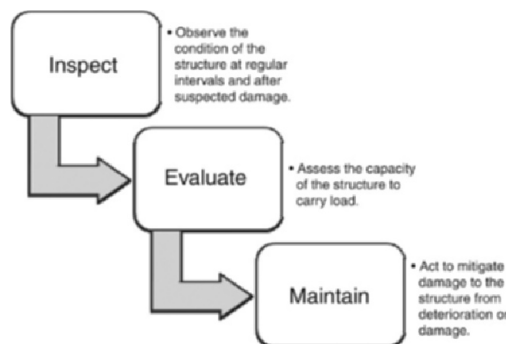 Inspect
• Observe the
condition of the
structure at regular
intervals and after
suspected damage.
Evaluate
• Assess the capacity
of the structure to
carry load.
Maintain
• Act to mitigate
damage to the
structure from
deterioration or
damage.